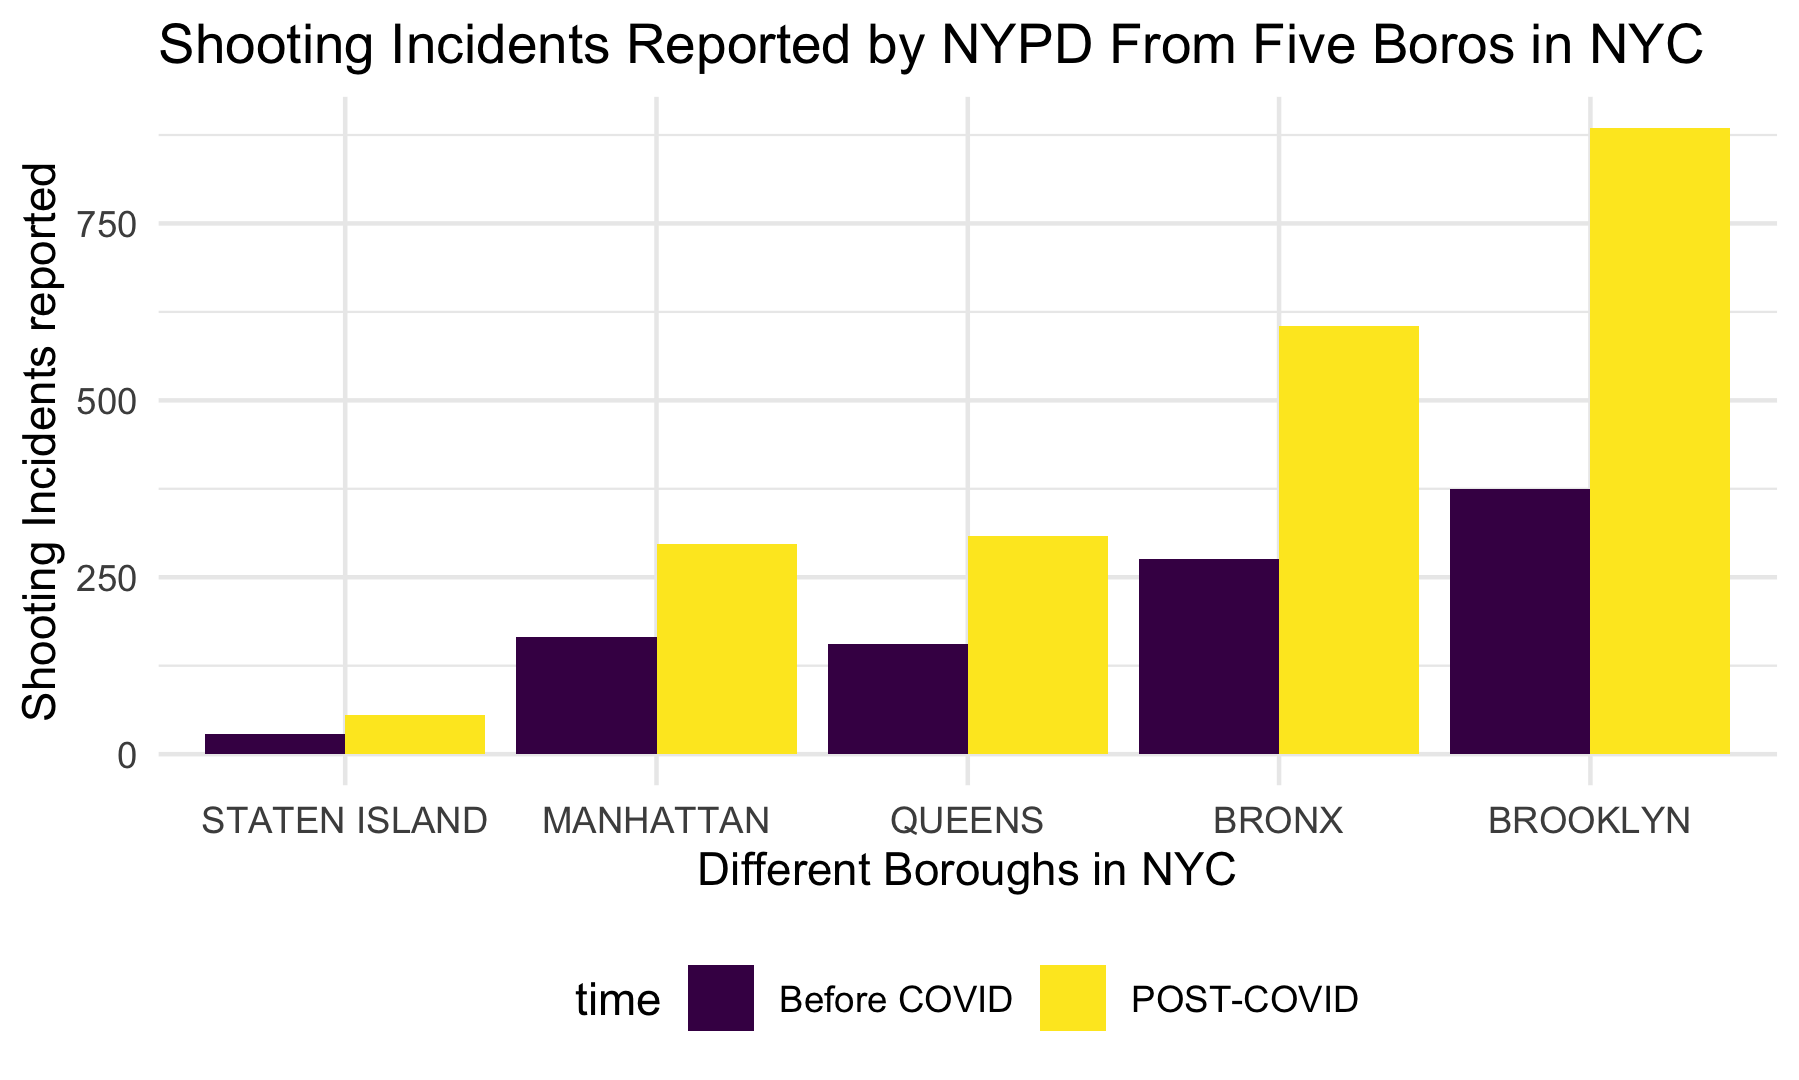 Shooting Incidents Reported by NYPD From Five Boros in NYC
Shooting Incidents reported
750
500
250
0
STATEN ISLAND MANHATTAN QUEENS BRONX BROOKLYN
Different Boroughs in NYC
time Before COVID POST-COVID